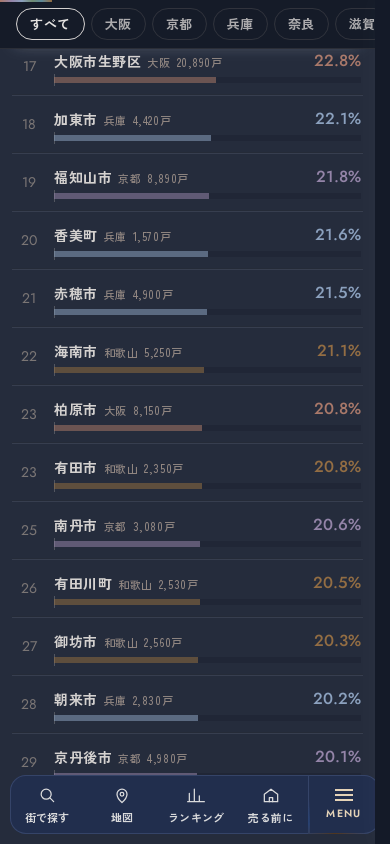 すべて 大阪 京都 兵庫 奈良 滋賀
17 大阪市生野区 大阪 20,890戸 22.8%
18 加東市 兵庫 4,420戸 22.1%
19 福知山市 京都 8,890戸 21.8%
20 香美町 兵庫 1,570戸 21.6%
21 赤穂市 兵庫 4,900戸 21.5%
22 海南市 和歌山 5,250戸 21.1%
23 柏原市 大阪 8,150戸 20.8%
23 有田市 和歌山 2,350戸 20.8%
25 南丹市 京都 3,080戸 20.6%
26 有田川町 和歌山 2,530戸 20.5%
27 御坊市 和歌山 2,560戸 20.3%
28 朝来市 兵庫 2,830戸 20.2%
29 京丹後市 京都 4,980戸 20.1%
街で探す 地図 ランキング 売る前に MENU